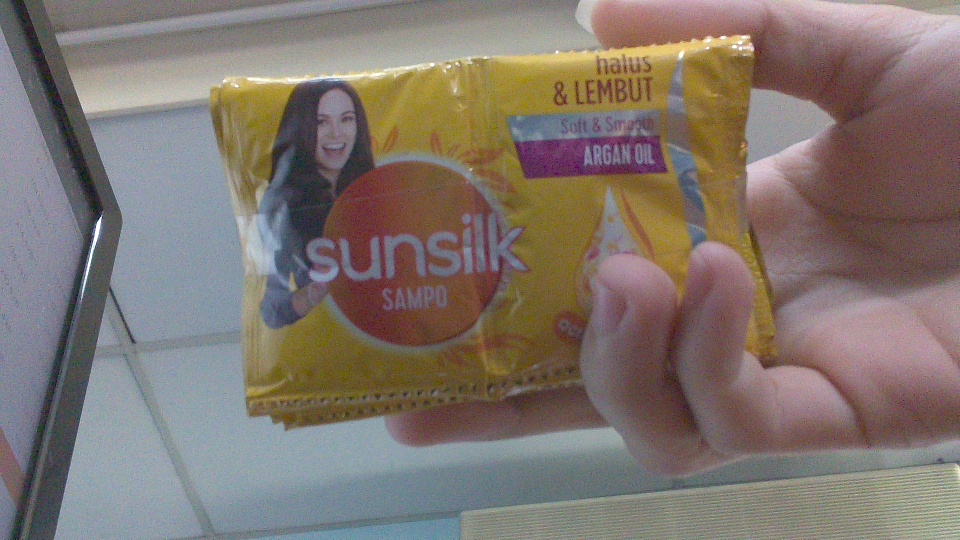 halus
& LEMBUT
Soft & Smooth
ARGAN OIL
sunsilk
SAMPO